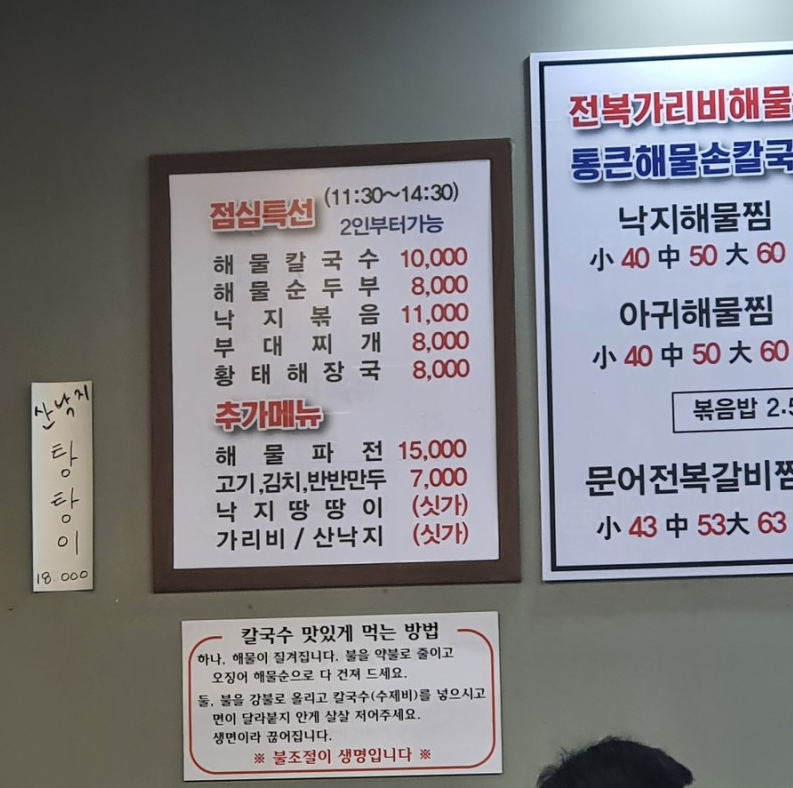 산낙지
탕
탕
이
18.000
점심특선 (11:30~14:30)
2인부터가능
해물칼국수 10,000
해물순두부 8,000
낙지볶음 11,000
부대찌개 8,000
황태해장국 8,000
추가메뉴
해물파전 15,000
고기,김치,반반만두 7,000
낙지땅땅이 (싯가)
가리비/산낙지 (싯가)
칼국수 맛있게 먹는 방법
하나, 해물이 질겨집니다. 불을 약불로 줄이고
오징어 해물순으로 다 건져 드세요.
둘, 불을 강불로 올리고 칼국수(수제비)를 넣으시고
면이 달라붙지 안게 살살 저어주세요.
생면이라 끊어집니다.
※ 불조절이 생명입니다 ※
전복가리비해물
통큰해물손칼국
낙지해물찜
小 40 中 50 大 60
아귀해물찜
小 40 中 50 大 60
볶음밥 2.5
문어전복갈비찜
小 43 中 53 大 63